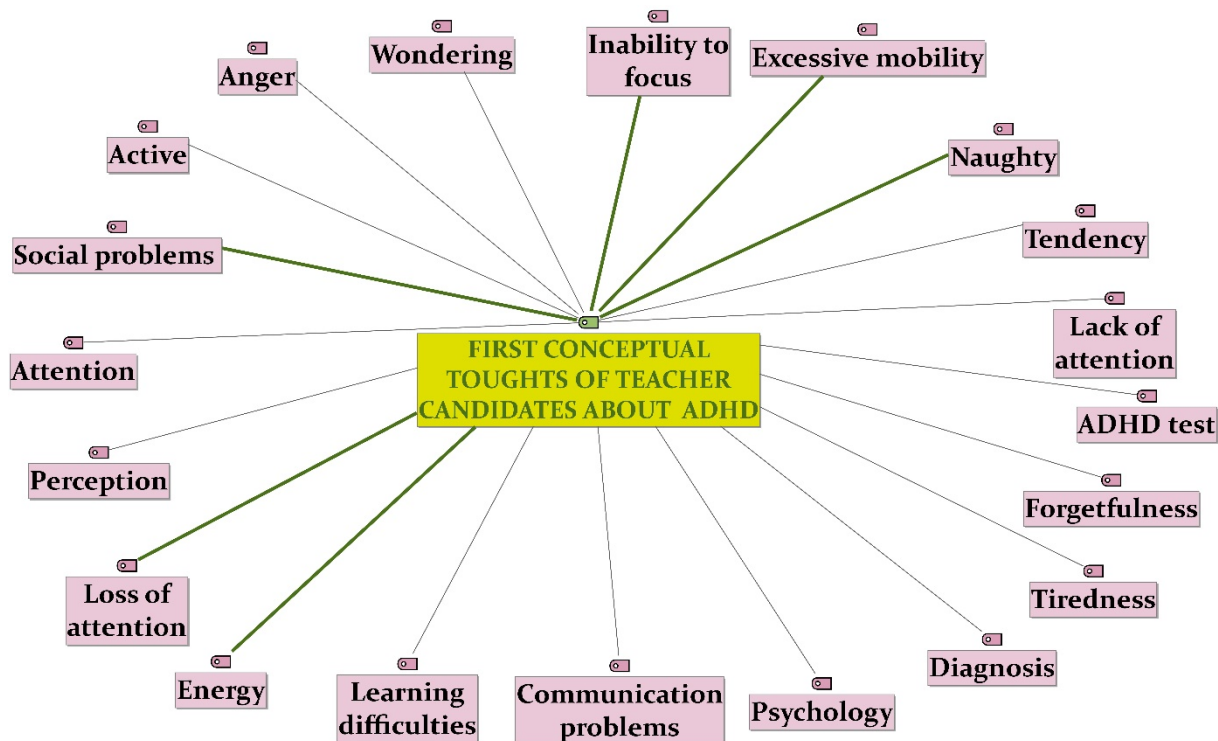 Wondering
Inability to
focus
Excessive mobility
Anger
Naughty
Active
Tendency
Social problems
Lack of
attention
Attention
FIRST CONCEPTUAL
TOUGHTS OF TEACHER
CANDIDATES ABOUT ADHD
ADHD test
Perception
Forgetfulness
Loss of
attention
Tiredness
Energy
Learning
difficulties
Communication
problems
Psychology
Diagnosis